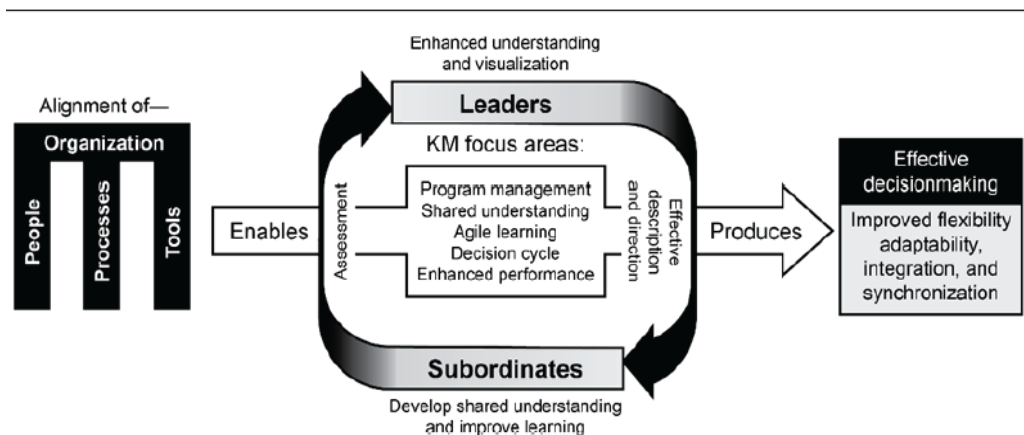 Alignment of—
Organization
People
Processes
Tools
Enables
Enhanced understanding
and visualization
Leaders
KM focus areas:
Assessment
Program management
Shared understanding
Agile learning
Decision cycle
Enhanced performance
Effective
description
and direction
Subordinates
Develop shared understanding
and improve learning
Produces
Effective
decisionmaking
Improved flexibility
adaptability,
integration, and
synchronization